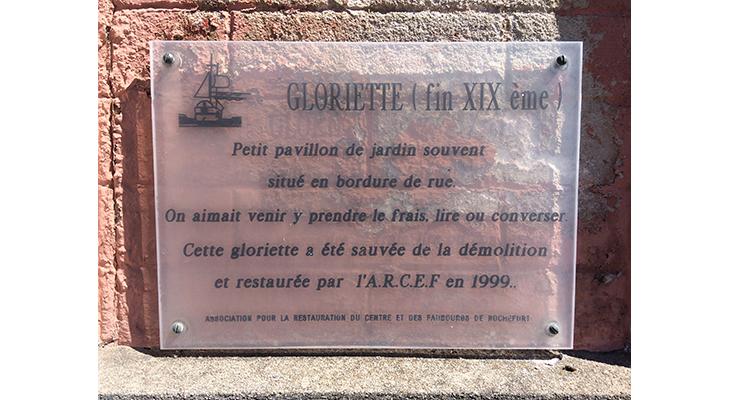 GLORIETTE ( fin XIX ème )
Petit pavillon de jardin souvent
situé en bordure de rue.
On aimait venir y prendre le frais, lire ou converser.
Cette gloriette a été sauvée de la démolition
et restaurée par l'A.R.C.E.F en 1999..
ASSOCIATION POUR LA RESTAURATION DU CENTRE ET DES FAUBOURGS DE ROCHEFORT